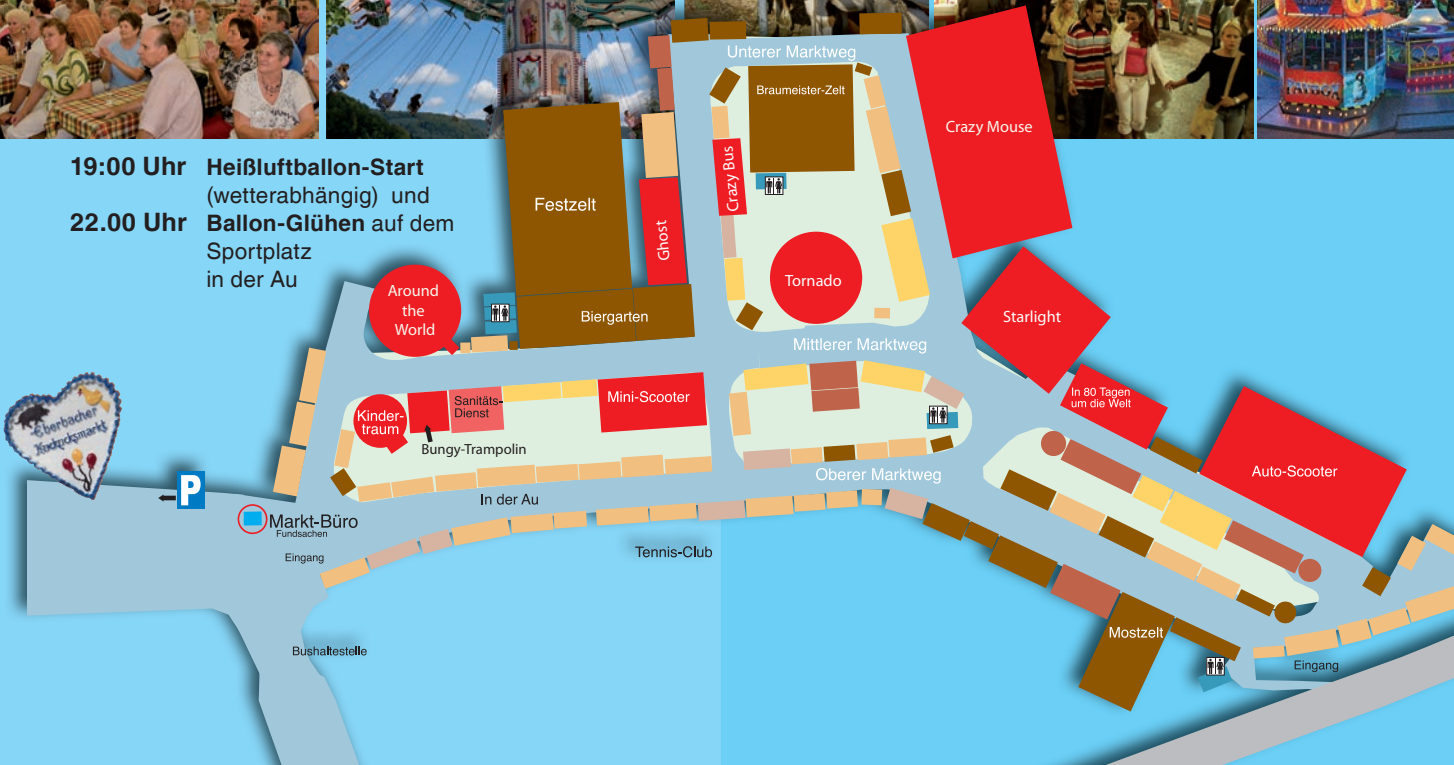 19:00 Uhr Heißluftballon-Start
(wetterabhängig) und
22.00 Uhr Ballon-Glühen auf dem
Sportplatz
in der Au
Unterer Marktweg
Braumeister-Zelt
Crazy Mouse
Crazy Bus
Festzelt
Ghost
Tornado
Around
the
World
Biergarten
Starlight
Mittlerer Marktweg
Kinder-
traum
Sanitäts-
Dienst
Mini-Scooter
In 80 Tagen
um die Welt
Bungy-Trampolin
Eberbacher
Kuckucksmarkt
Oberer Marktweg
Auto-Scooter
P
In der Au
Markt-Büro
Fundsachen
Eingang
Tennis-Club
Bushaltestelle
Mostzelt
Eingang